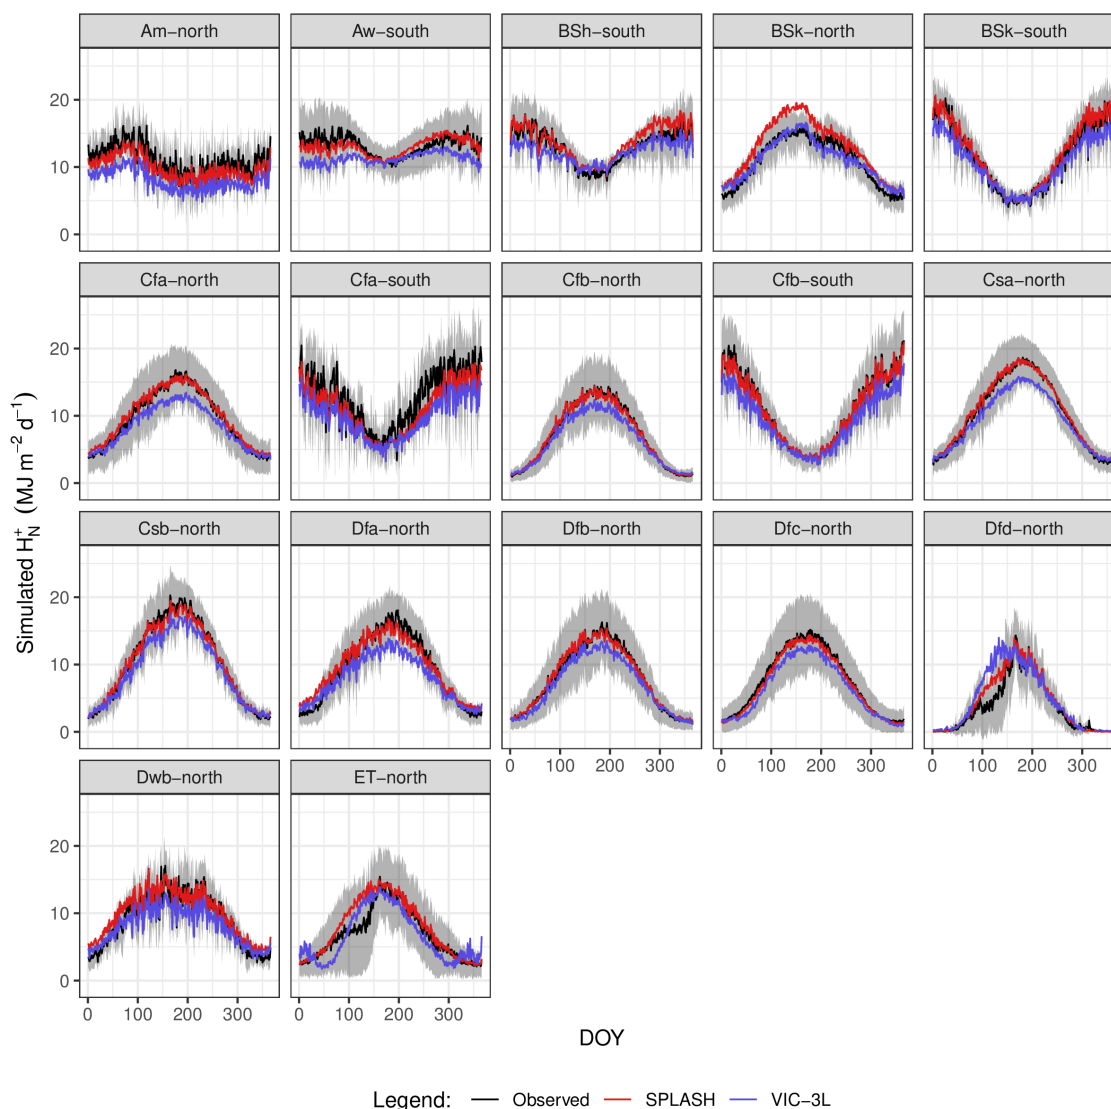 Am−north Aw−south BSh−south BSk−north BSk−south
20
10
0
Cfa−north Cfa−south Cfb−north Cfb−south Csa−north
20
10
0
Csb−north Dfa−north Dfb−north Dfc−north Dfd−north
20
10
0
0 100 200 300 0 100 200 300 0 100 200 300
Dwb−north ET−north
20
10
0
0 100 200 300 0 100 200 300
Simulated H_N^+ (MJ m^−2 d^−1)
DOY
Legend: Observed SPLASH VIC−3L